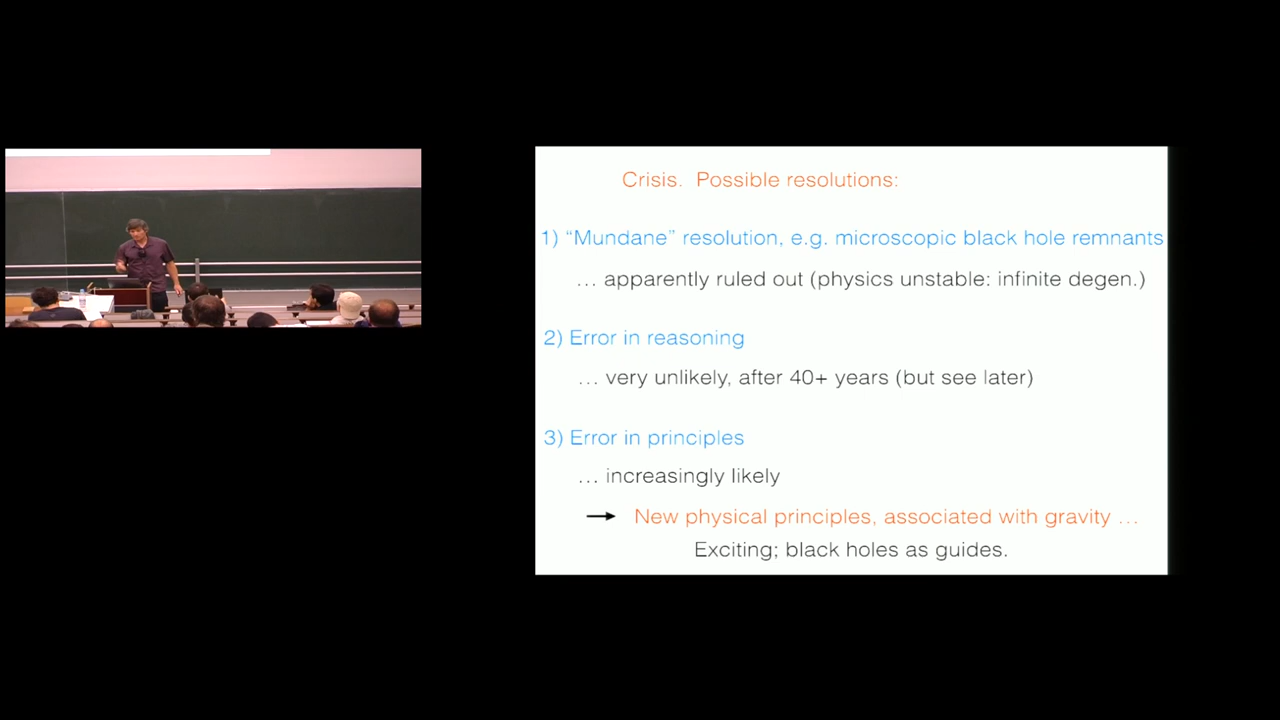 Crisis. Possible resolutions:
1) “Mundane” resolution, e.g. microscopic black hole remnants
… apparently ruled out (physics unstable: infinite degen.)
2) Error in reasoning
… very unlikely, after 40+ years (but see later)
3) Error in principles
… increasingly likely
→ New physical principles, associated with gravity …
Exciting; black holes as guides.